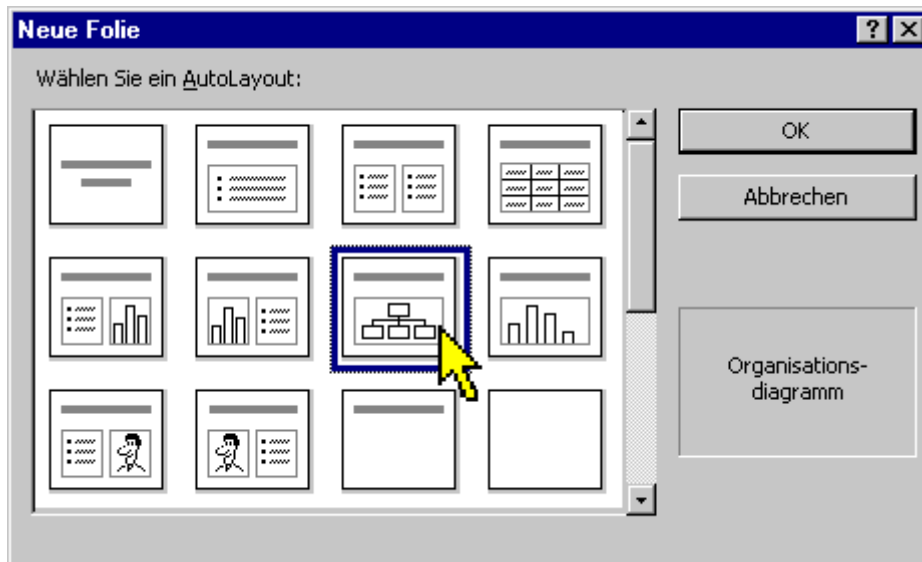 Neue Folie
Wählen Sie ein AutoLayout:
OK
Abbrechen
Organisations-
diagramm